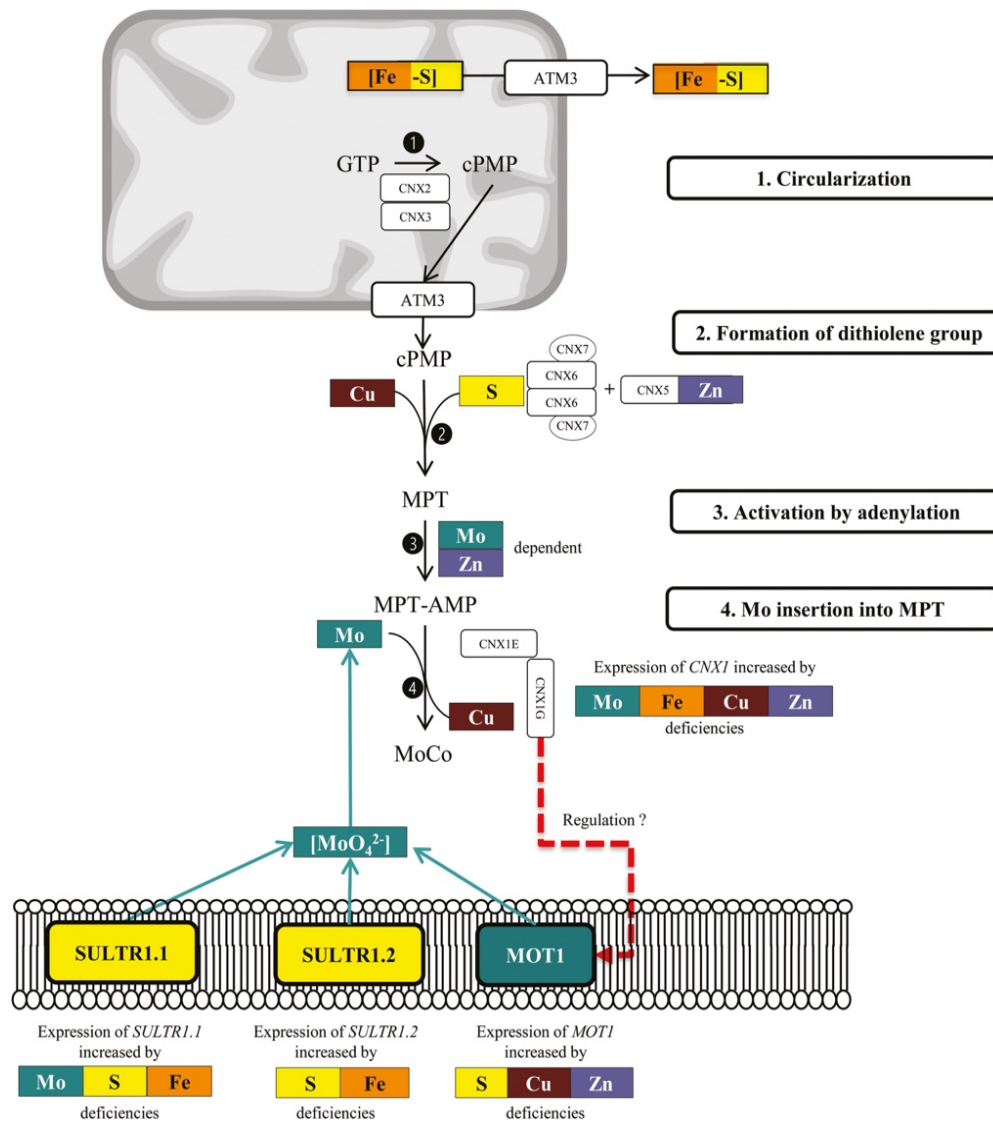 [Fe -S]
ATM3
[Fe -S]
1
GTP
cPMP
CNX2
CNX3
1. Circularization
ATM3
2. Formation of dithiolene group
cPMP
CNX7
CNX6
Cu
S
+
CNX5
Zn
CNX6
CNX7
2
MPT
3. Activation by adenylation
3
Mo
Zn
dependent
MPT-AMP
4. Mo insertion into MPT
Mo
CNX1E
CNX1G
4
Cu
Expression of CNX1 increased by
Mo Fe Cu Zn
deficiencies
MoCo
Regulation ?
[MoO₄²⁻]
SULTR1.1
SULTR1.2
MOT1
Expression of SULTR1.1
increased by
Mo S Fe
deficiencies
Expression of SULTR1.2
increased by
S Fe
deficiencies
Expression of MOT1
increased by
S Cu Zn
deficiencies